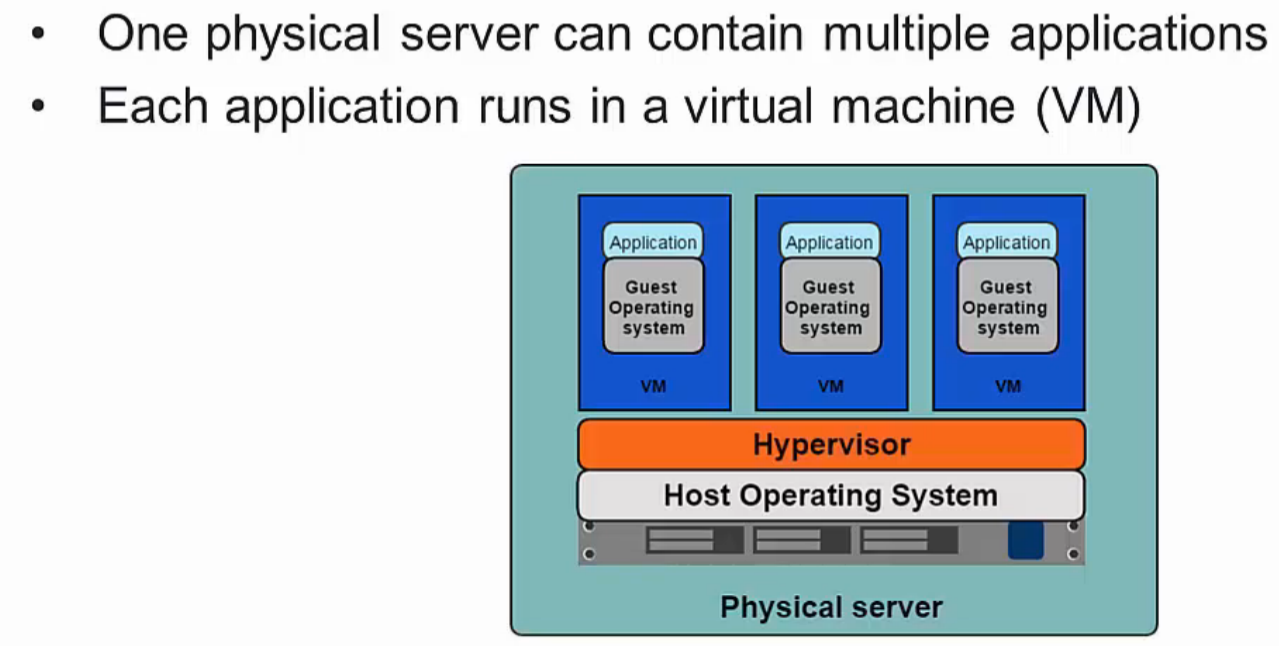 • One physical server can contain multiple applications
• Each application runs in a virtual machine (VM)
Application
Guest
Operating
system
VM
Application
Guest
Operating
system
VM
Application
Guest
Operating
system
VM
Hypervisor
Host Operating System
Physical server